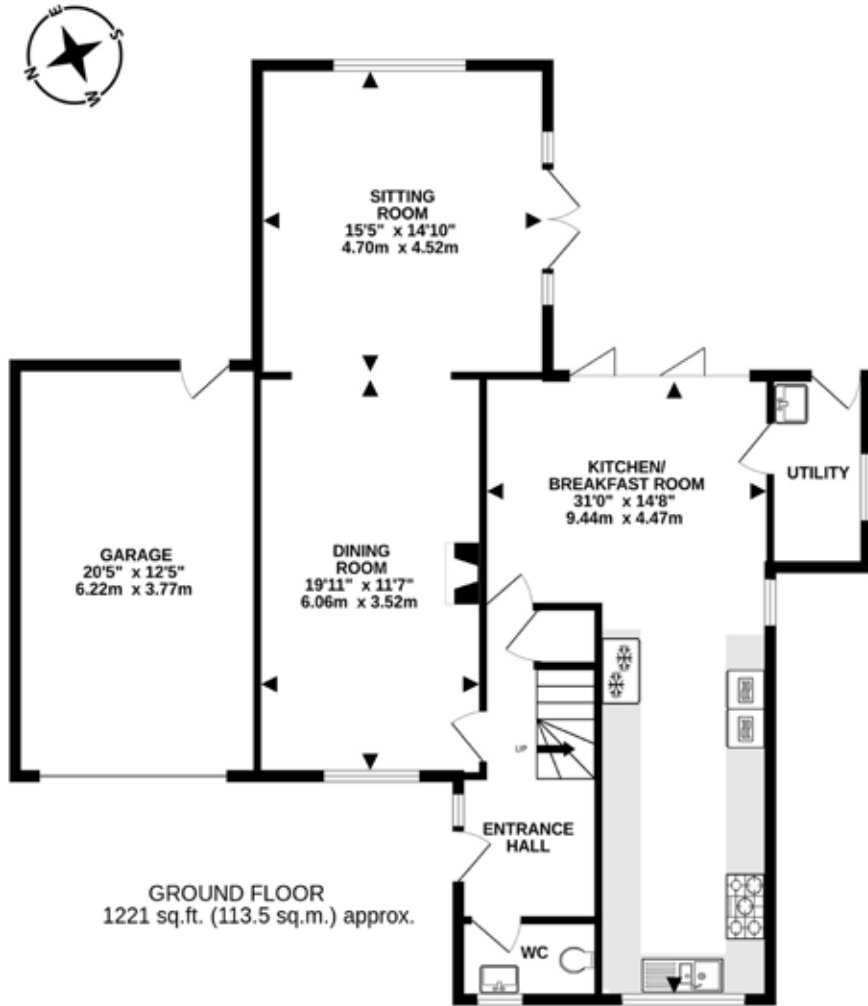 E
S
N
W
SITTING
ROOM
15'5" x 14'10"
4.70m x 4.52m
KITCHEN/
BREAKFAST ROOM
31'0" x 14'8"
9.44m x 4.47m
UTILITY
GARAGE
20'5" x 12'5"
6.22m x 3.77m
DINING
ROOM
19'11" x 11'7"
6.06m x 3.52m
UP
ENTRANCE
HALL
WC
GROUND FLOOR
1221 sq.ft. (113.5 sq.m.) approx.